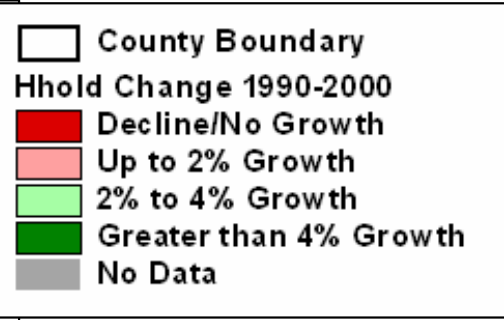 County Boundary
Hhold Change 1990-2000
Decline/No Growth
Up to 2% Growth
2% to 4% Growth
Greater than 4% Growth
No Data